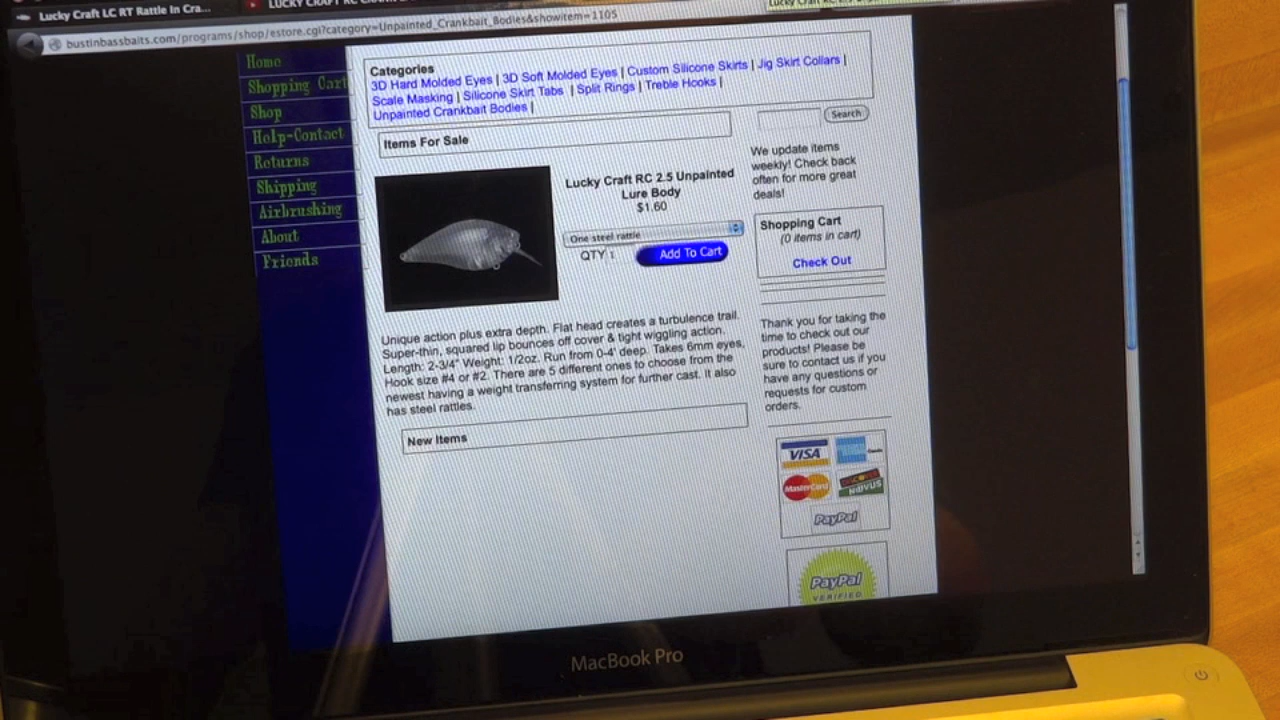 Lucky Craft LC RT Rattle In Cra...
LUCKY CRAFT RC
Lucky Craft RC 2.5
bustinbassbaits.com/programs/shop/estore.cgi?category=Unpainted_Crankbait_Bodies&showitem=1105
Home
Shopping Cart
Shop
Help-Contact
Returns
Shipping
Airbrushing
About
Friends
Categories
3D Hard Molded Eyes | 3D Soft Molded Eyes | Custom Silicone Skirts | Jig Skirt Collars |
Scale Masking | Silicone Skirt Tabs | Split Rings | Treble Hooks |
Unpainted Crankbait Bodies |
Search
Items For Sale
Lucky Craft RC 2.5 Unpainted
Lure Body
$1.60
One steel rattle
QTY 1
Add To Cart
Unique action plus extra depth. Flat head creates a turbulence trail.
Super-thin, squared lip bounces off cover & tight wiggling action.
Length: 2-3/4" Weight: 1/2oz. Run from 0-4' deep. Takes 6mm eyes,
Hook size #4 or #2. There are 5 different ones to choose from the
newest having a weight transferring system for further cast. It also
has steel rattles.
New Items
We update items
weekly! Check back
often for more great
deals!
Shopping Cart
(0 items in cart)
Check Out
Thank you for taking the
time to check out our
products! Please be
sure to contact us if you
have any questions or
requests for custom
orders.
VISA
MasterCard
DISCOVER
NOVUS
PayPal
PayPal
VERIFIED
MacBook Pro